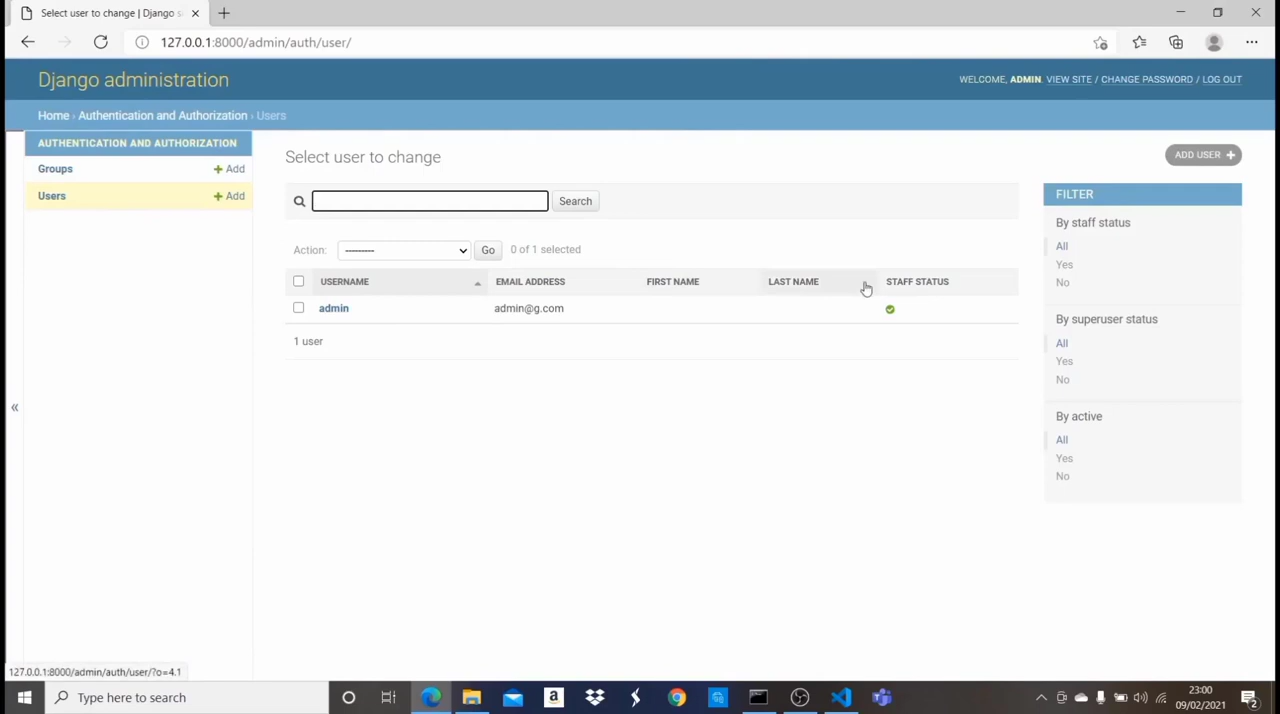 Select user to change | Django s
127.0.0.1:8000/admin/auth/user/
Django administration
WELCOME, ADMIN. VIEW SITE / CHANGE PASSWORD / LOG OUT
Home › Authentication and Authorization › Users
AUTHENTICATION AND AUTHORIZATION
Groups + Add
Users + Add
«
Select user to change
ADD USER +
Search
Action: --------- Go 0 of 1 selected
USERNAME EMAIL ADDRESS FIRST NAME LAST NAME STAFF STATUS
admin admin@g.com
1 user
FILTER
By staff status
All
Yes
No
By superuser status
All
Yes
No
By active
All
Yes
No
127.0.0.1:8000/admin/auth/user/?o=4.1
Type here to search
23:00
09/02/2021
2